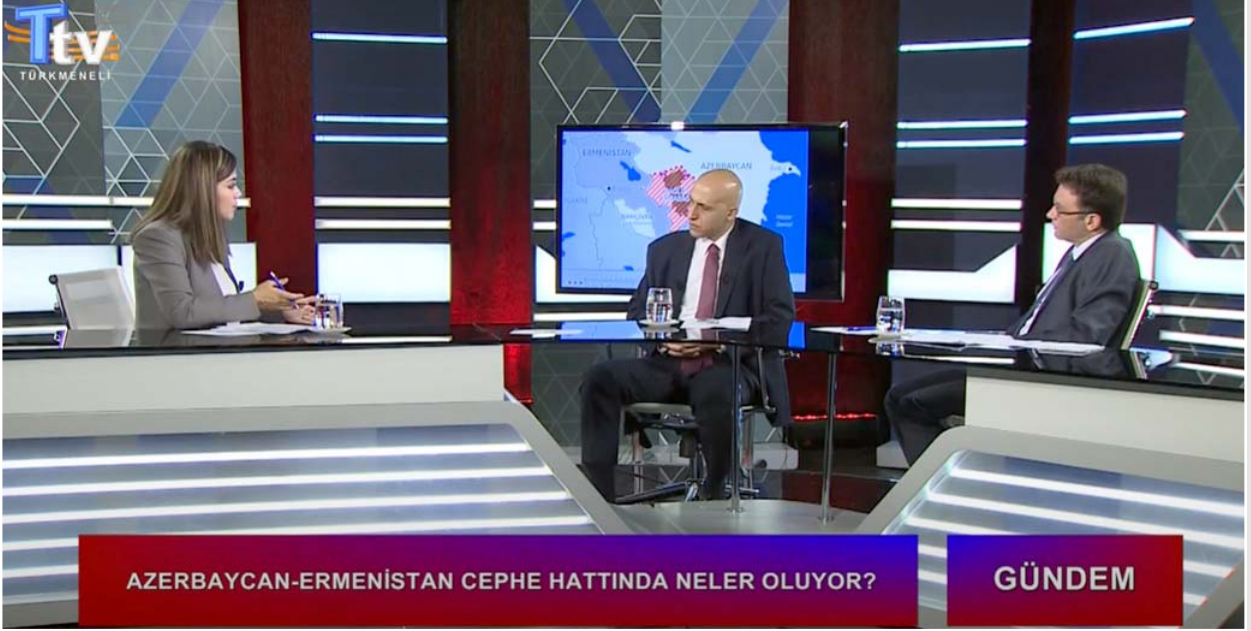 Ttv
TÜRKMENELİ
ERMENİSTAN
AZERBAYCAN
AZERBAYCAN-ERMENİSTAN CEPHE HATTINDA NELER OLUYOR?
GÜNDEM